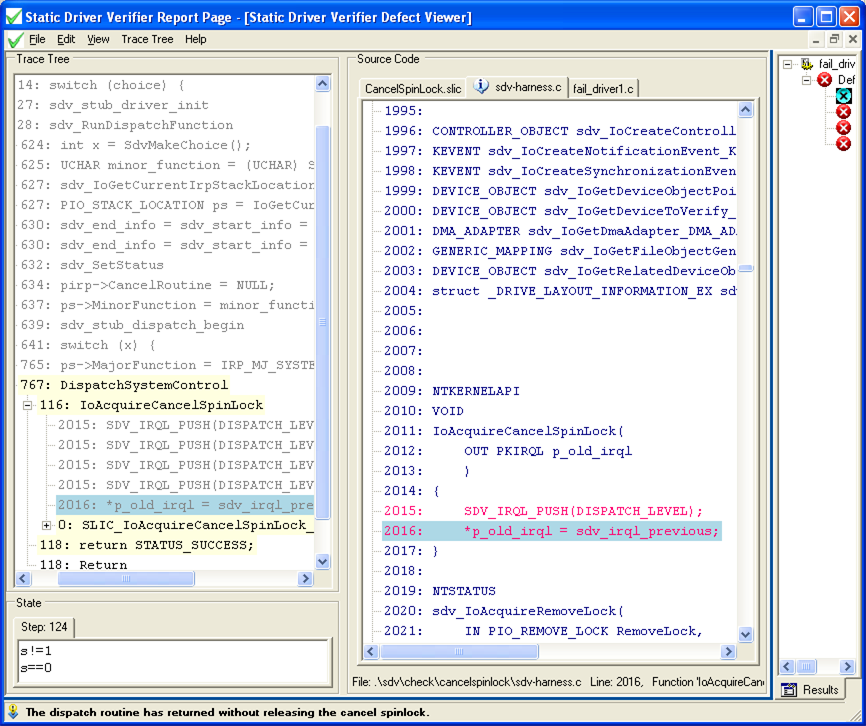 Static Driver Verifier Report Page - [Static Driver Verifier Defect Viewer]
File Edit View Trace Tree Help
Trace Tree
14: switch (choice) {
27: sdv_stub_driver_init
28: sdv_RunDispatchFunction
624: int x = SdvMakeChoice();
625: UCHAR minor_function = (UCHAR) S
627: sdv_IoGetCurrentIrpStackLocation
627: PIO_STACK_LOCATION ps = IoGetCur
630: sdv_end_info = sdv_start_info =
630: sdv_end_info = sdv_start_info =
632: sdv_SetStatus
634: pirp->CancelRoutine = NULL;
637: ps->MinorFunction = minor_functi
639: sdv_stub_dispatch_begin
641: switch (x) {
765: ps->MajorFunction = IRP_MJ_SYSTE
767: DispatchSystemControl
116: IoAcquireCancelSpinLock
2015: SDV_IRQL_PUSH(DISPATCH_LEV
2015: SDV_IRQL_PUSH(DISPATCH_LEV
2015: SDV_IRQL_PUSH(DISPATCH_LEV
2015: SDV_IRQL_PUSH(DISPATCH_LEV
2016: *p_old_irql = sdv_irql_pre
0: SLIC_IoAcquireCancelSpinLock_
118: return STATUS_SUCCESS;
118: Return
State
Step: 124
s!=1
s==0
Source Code
CancelSpinLock.slic sdv-harness.c fail_driver1.c
1995:
1996: CONTROLLER_OBJECT sdv_IoCreateControll
1997: KEVENT sdv_IoCreateNotificationEvent_K
1998: KEVENT sdv_IoCreateSynchronizationEven
1999: DEVICE_OBJECT sdv_IoGetDeviceObjectPoi
2000: DEVICE_OBJECT sdv_IoGetDeviceToVerify_
2001: DMA_ADAPTER sdv_IoGetDmaAdapter_DMA_AD
2002: GENERIC_MAPPING sdv_IoGetFileObjectGen
2003: DEVICE_OBJECT sdv_IoGetRelatedDeviceOb
2004: struct _DRIVE_LAYOUT_INFORMATION_EX sd
2005:
2006:
2007:
2008:
2009: NTKERNELAPI
2010: VOID
2011: IoAcquireCancelSpinLock(
2012: OUT PKIRQL p_old_irql
2013: )
2014: {
2015: SDV_IRQL_PUSH(DISPATCH_LEVEL);
2016: *p_old_irql = sdv_irql_previous;
2017: }
2018:
2019: NTSTATUS
2020: sdv_IoAcquireRemoveLock(
2021: IN PIO_REMOVE_LOCK RemoveLock,
File: .\sdv\check\cancelspinlock\sdv-harness.c Line: 2016, Function 'IoAcquireCan
fail_driv
Def
Results
The dispatch routine has returned without releasing the cancel spinlock.